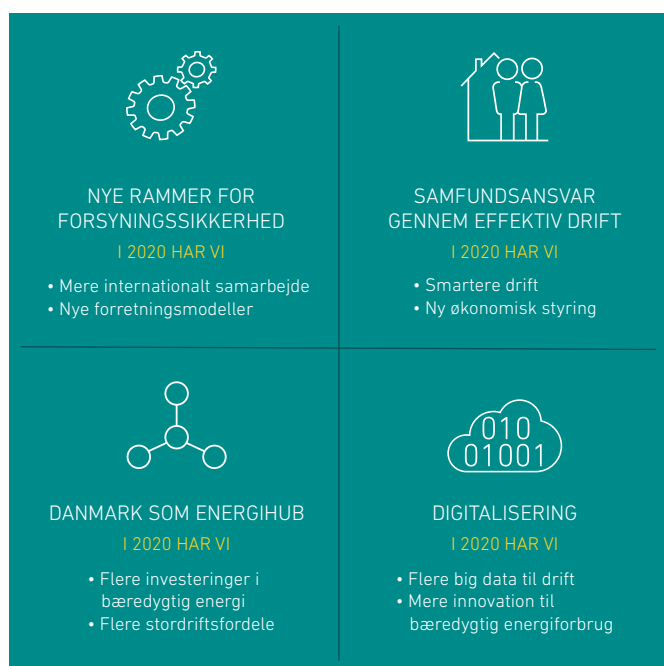 NYE RAMMER FOR
FORSYNINGSSIKKERHED
I 2020 HAR VI
• Mere internationalt samarbejde
• Nye forretningsmodeller
SAMFUNDSANSVAR
GENNEM EFFEKTIV DRIFT
I 2020 HAR VI
• Smartere drift
• Ny økonomisk styring
DANMARK SOM ENERGIHUB
I 2020 HAR VI
• Flere investeringer i
bæredygtig energi
• Flere stordriftsfordele
010
01001
DIGITALISERING
I 2020 HAR VI
• Flere big data til drift
• Mere innovation til
bæredygtig energiforbrug